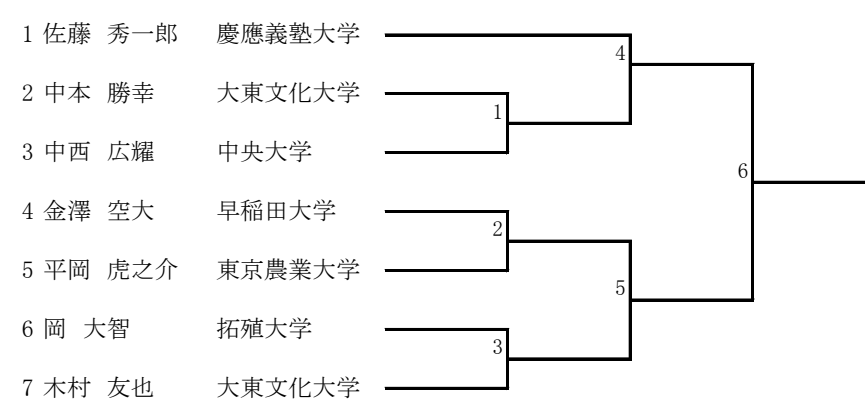 1 佐藤 秀一郎 慶應義塾大学
4
2 中本 勝幸 大東文化大学
1
3 中西 広耀 中央大学
6
4 金澤 空大 早稲田大学
2
5 平岡 虎之介 東京農業大学
5
6 岡 大智 拓殖大学
3
7 木村 友也 大東文化大学